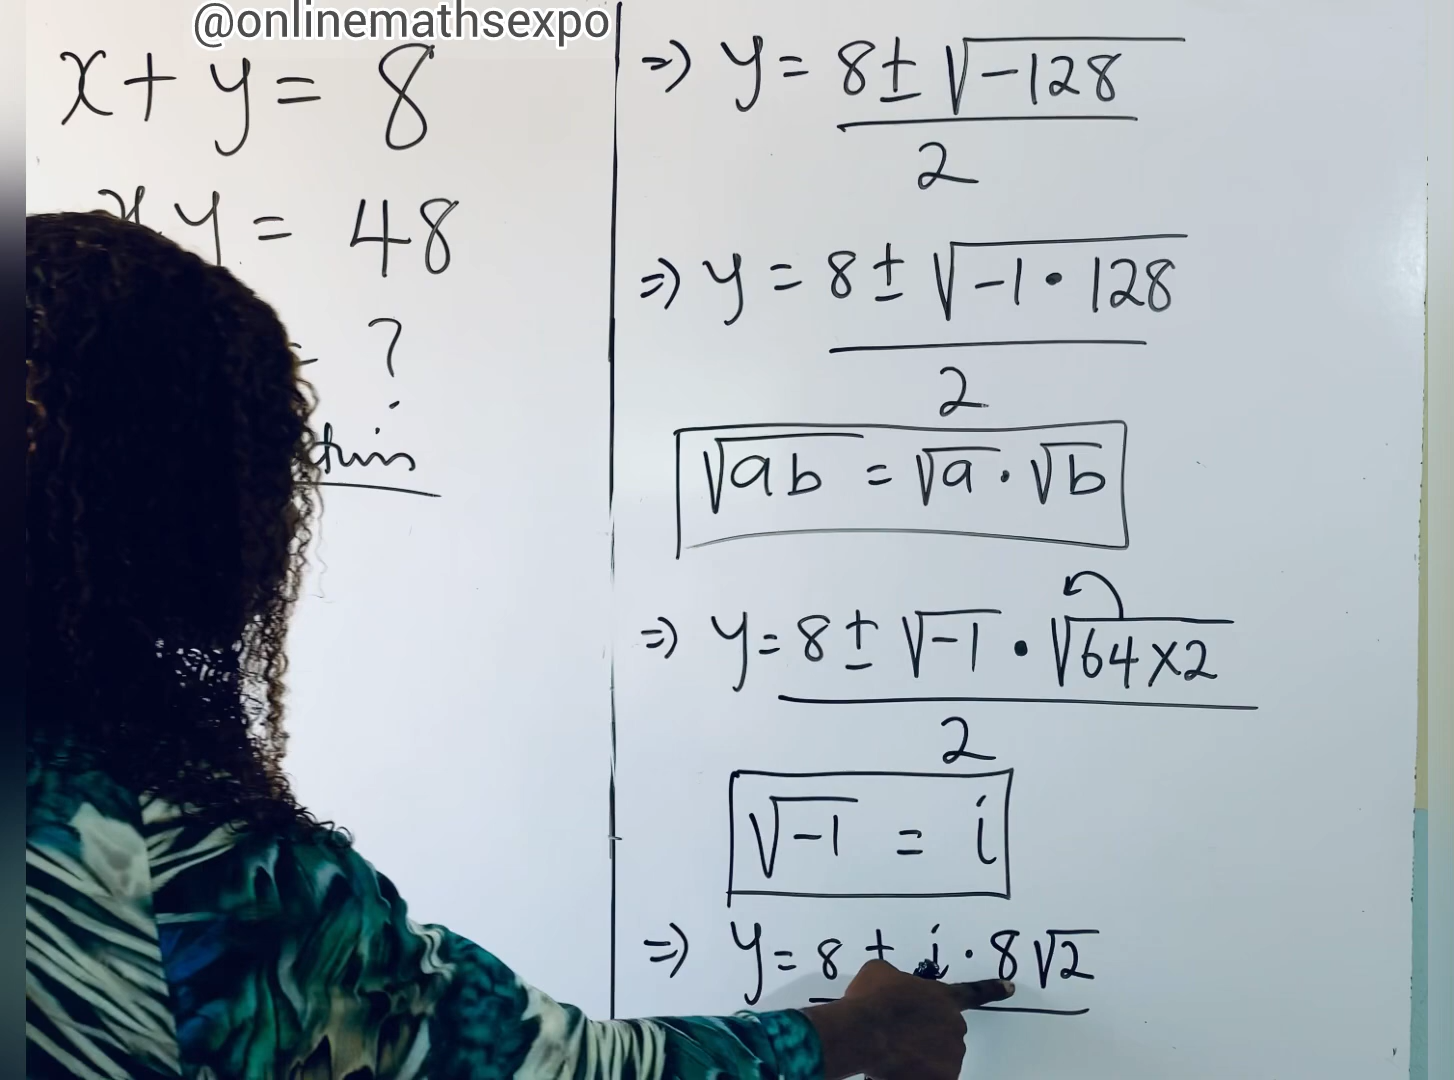 @onlinemathsexpo
x + y = 8
xy = 48
= ?
⇒ y = 8 ± √-128
2
⇒ y = 8 ± √-1 · 128
2
√ab = √a · √b
⇒ y = 8 ± √-1 · √64×2
2
√-1 = i
⇒ y = 8 ± i · 8√2